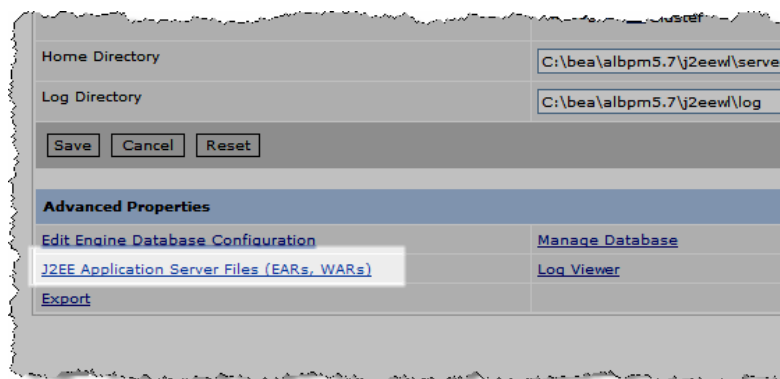 Cluster
Home Directory
C:\bea\albpm5.7\j2eewl\serve
Log Directory
C:\bea\albpm5.7\j2eewl\log
Save Cancel Reset
Advanced Properties
Edit Engine Database Configuration Manage Database
J2EE Application Server Files (EARs, WARs) Log Viewer
Export